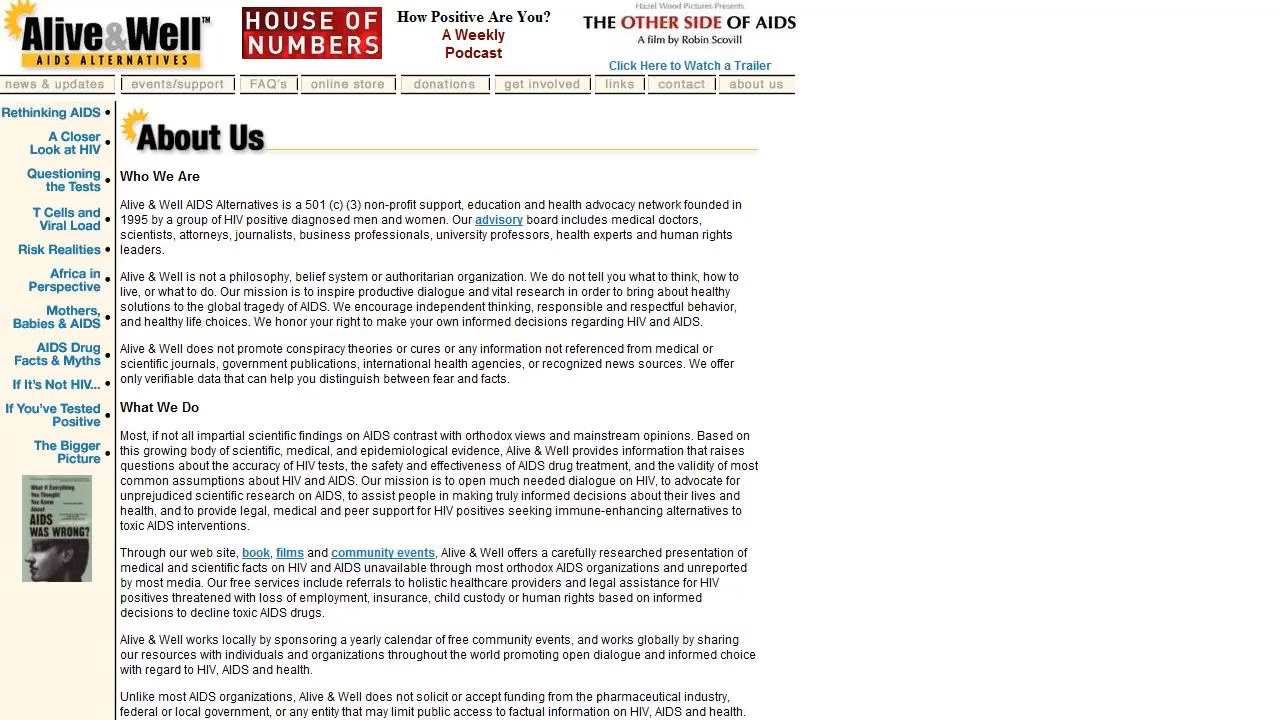 Alive&Well™
AIDS ALTERNATIVES
HOUSE OF
NUMBERS
How Positive Are You?
A Weekly
Podcast
Hazel Wood Pictures Presents
THE OTHER SIDE OF AIDS
A film by Robin Scovill
Click Here to Watch a Trailer
news & updates
events/support
FAQ's
online store
donations
get involved
links
contact
about us
Rethinking AIDS •
A Closer
Look at HIV •
Questioning
the Tests •
T Cells and
Viral Load •
Risk Realities •
Africa in
Perspective •
Mothers,
Babies & AIDS •
AIDS Drug
Facts & Myths •
If It's Not HIV... •
If You've Tested
Positive •
The Bigger
Picture •
What If Everything
You Thought
You Knew
About
AIDS
WAS WRONG?
About Us
Who We Are
Alive & Well AIDS Alternatives is a 501 (c) (3) non-profit support, education and health advocacy network founded in
1995 by a group of HIV positive diagnosed men and women. Our advisory board includes medical doctors,
scientists, attorneys, journalists, business professionals, university professors, health experts and human rights
leaders.
Alive & Well is not a philosophy, belief system or authoritarian organization. We do not tell you what to think, how to
live, or what to do. Our mission is to inspire productive dialogue and vital research in order to bring about healthy
solutions to the global tragedy of AIDS. We encourage independent thinking, responsible and respectful behavior,
and healthy life choices. We honor your right to make your own informed decisions regarding HIV and AIDS.
Alive & Well does not promote conspiracy theories or cures or any information not referenced from medical or
scientific journals, government publications, international health agencies, or recognized news sources. We offer
only verifiable data that can help you distinguish between fear and facts.
What We Do
Most, if not all impartial scientific findings on AIDS contrast with orthodox views and mainstream opinions. Based on
this growing body of scientific, medical, and epidemiological evidence, Alive & Well provides information that raises
questions about the accuracy of HIV tests, the safety and effectiveness of AIDS drug treatment, and the validity of most
common assumptions about HIV and AIDS. Our mission is to open much needed dialogue on HIV, to advocate for
unprejudiced scientific research on AIDS, to assist people in making truly informed decisions about their lives and
health, and to provide legal, medical and peer support for HIV positives seeking immune-enhancing alternatives to
toxic AIDS interventions.
Through our web site, book, films and community events, Alive & Well offers a carefully researched presentation of
medical and scientific facts on HIV and AIDS unavailable through most orthodox AIDS organizations and unreported
by most media. Our free services include referrals to holistic healthcare providers and legal assistance for HIV
positives threatened with loss of employment, insurance, child custody or human rights based on informed
decisions to decline toxic AIDS drugs.
Alive & Well works locally by sponsoring a yearly calendar of free community events, and works globally by sharing
our resources with individuals and organizations throughout the world promoting open dialogue and informed choice
with regard to HIV, AIDS and health.
Unlike most AIDS organizations, Alive & Well does not solicit or accept funding from the pharmaceutical industry,
federal or local government, or any entity that may limit public access to factual information on HIV, AIDS and health.